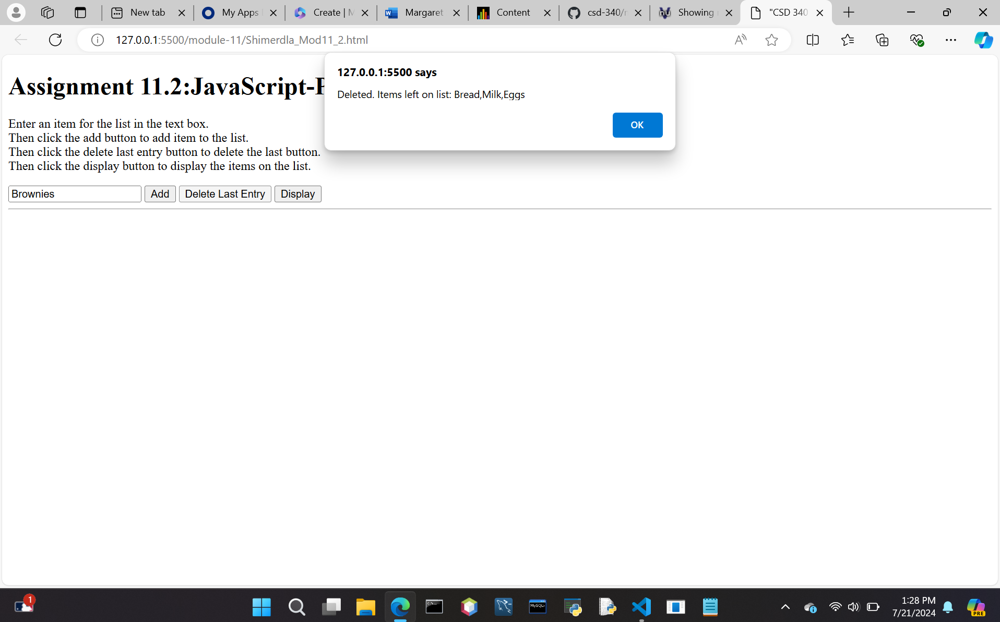 New tab
My Apps
Create | M
Margaret
Content
csd-340/
Showing
"CSD 340
127.0.0.1:5500/module-11/Shimerdla_Mod11_2.html
127.0.0.1:5500 says
Deleted. Items left on list: Bread,Milk,Eggs
OK
Assignment 11.2:JavaScript-
Enter an item for the list in the text box.
Then click the add button to add item to the list.
Then click the delete last entry button to delete the last button.
Then click the display button to display the items on the list.
Brownies Add Delete Last Entry Display
1
MySQL>
1:28 PM
7/21/2024
PRE